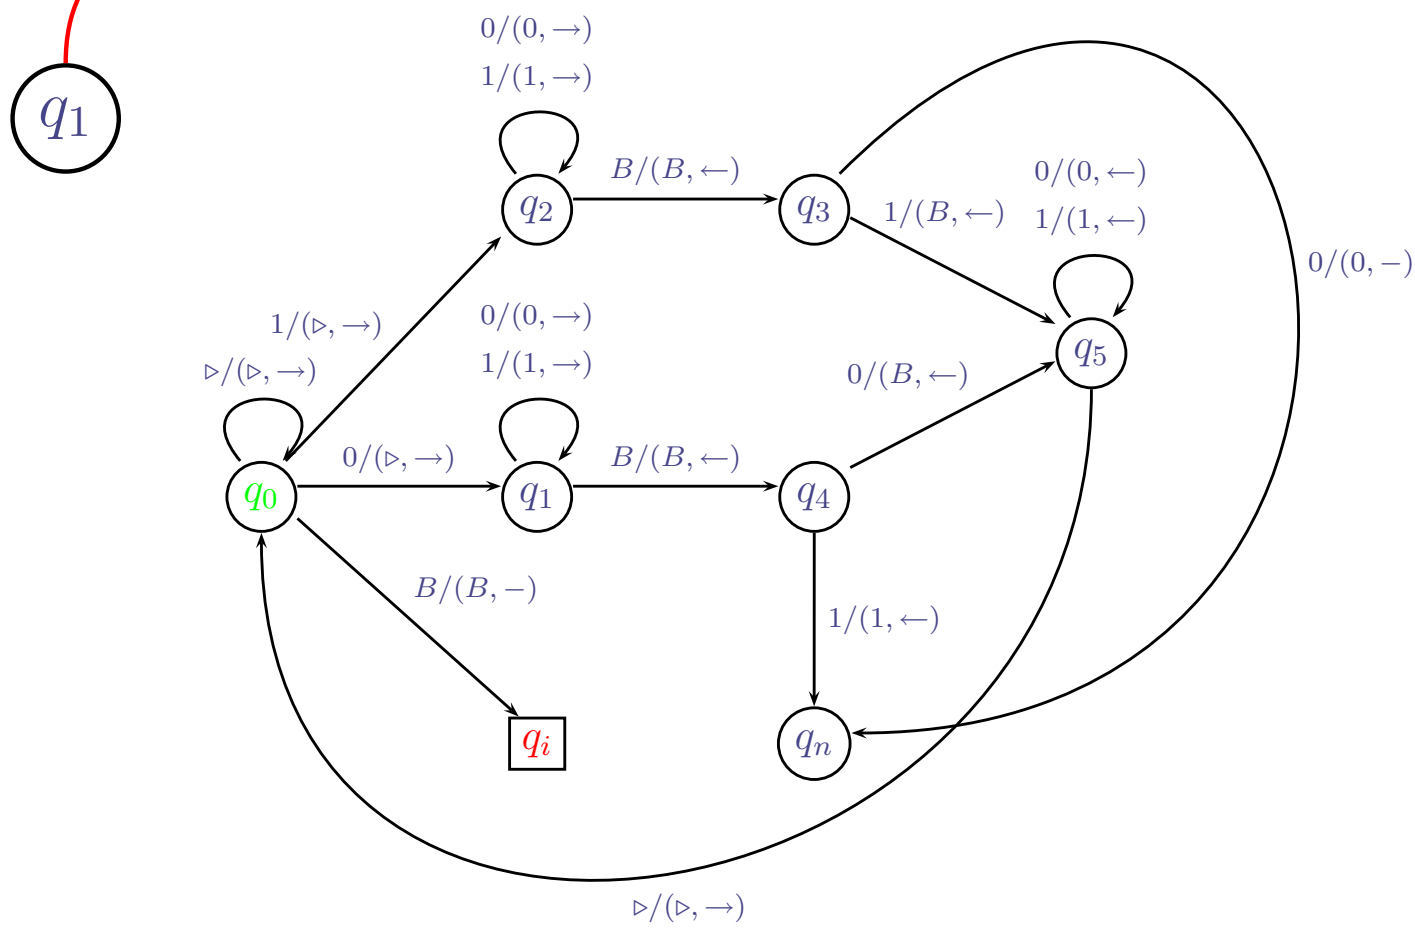 q₁
0/(0, →)
1/(1, →)
q₂
B/(B, ←)
q₃
1/(B, ←)
0/(0, ←)
1/(1, ←)
0/(0, −)
q₅
1/(▷, →)
▷/(▷, →)
0/(0, →)
1/(1, →)
0/(B, ←)
q₀
0/(▷, →)
q₁
B/(B, ←)
q₄
B/(B, −)
1/(1, ←)
qᵢ
qₙ
▷/(▷, →)